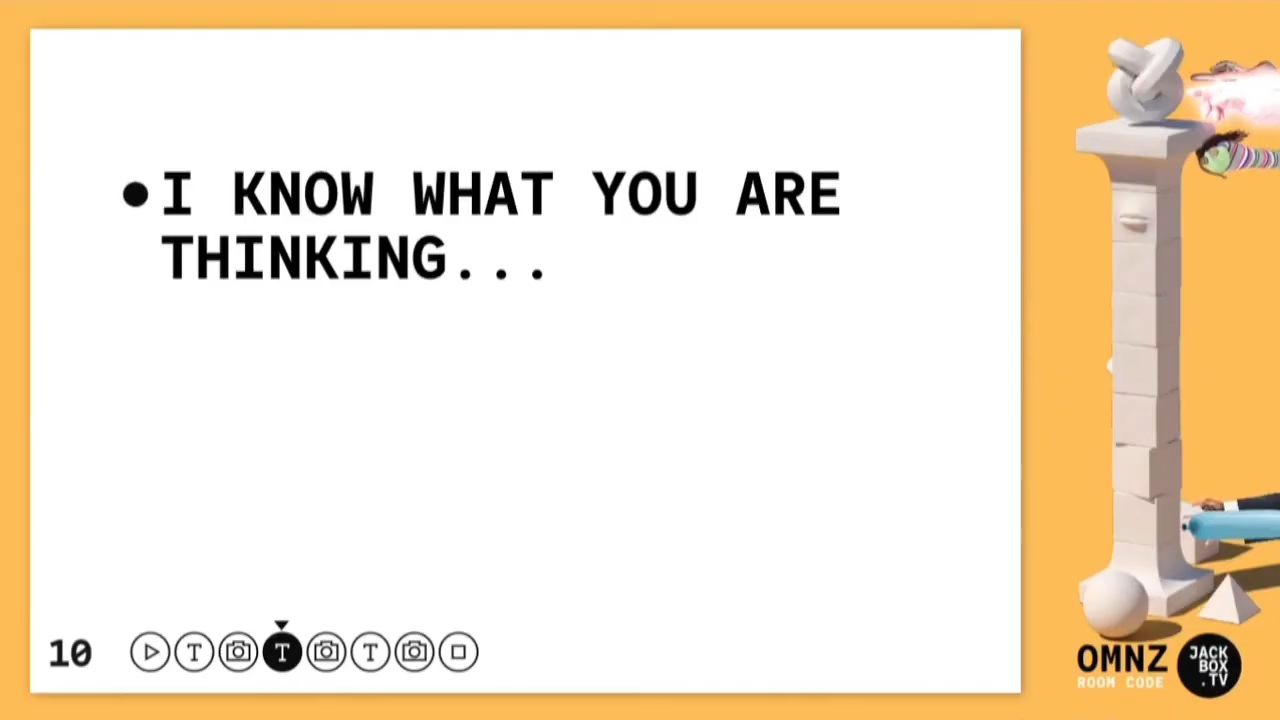 •I KNOW WHAT YOU ARE
THINKING...
10
T
T
T
OMNZ
ROOM CODE
JACK
BOX
.TV